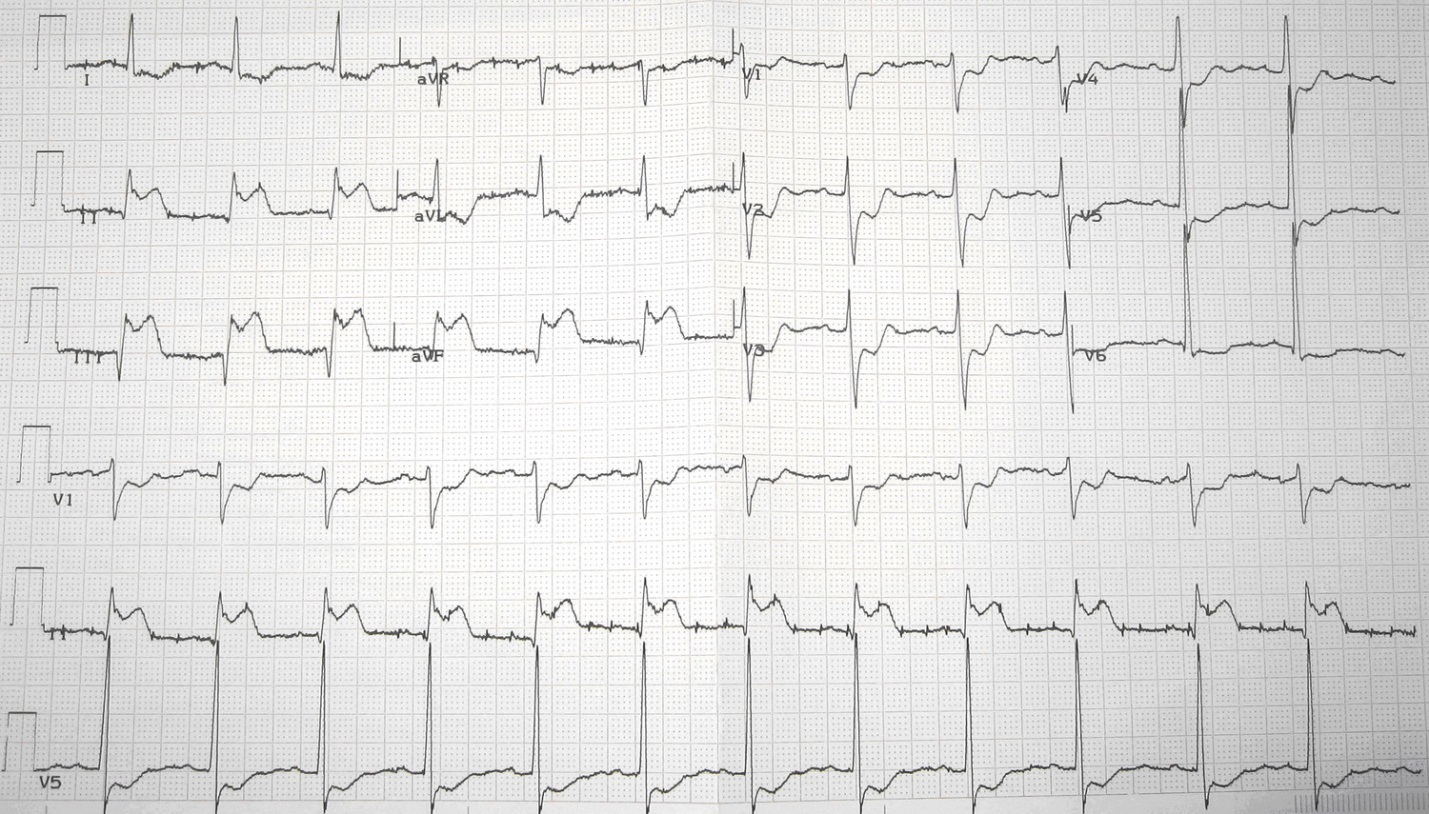 I aVR V1 V4
II aVL V2 V5
III aVF V3 V6
V1
II
V5